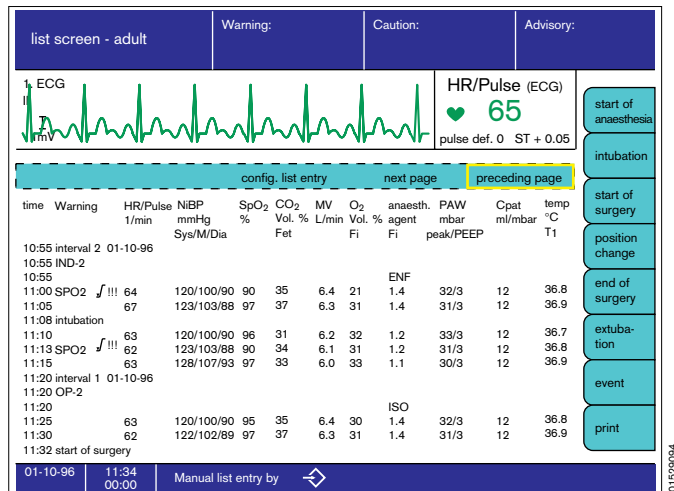 list screen - adult
Warning:
Caution:
Advisory:
1. ECG
II
1
mV
HR/Pulse (ECG)
65
pulse def. 0 ST + 0.05
start of
anaesthesia
intubation
start of
surgery
position
change
end of
surgery
extuba-
tion
event
print
config. list entry next page preceding page
time Warning HR/Pulse NiBP SpO2 CO2 MV O2 anaesth. PAW Cpat temp
1/min mmHg % Vol. % L/min Vol. % agent mbar ml/mbar °C
Sys/M/Dia Fet Fi Fi peak/PEEP T1
10:55 interval 2 01-10-96
10:55 IND-2
10:55 ENF
11:00 SPO2 !!! 64 120/100/90 90 35 6.4 21 1.4 32/3 12 36.8
11:05 67 123/103/88 97 37 6.3 31 1.4 31/3 12 36.9
11:08 intubation
11:10 63 120/100/90 96 31 6.2 32 1.2 33/3 12 36.7
11:13 SPO2 !!! 62 123/103/88 90 34 6.1 31 1.2 31/3 12 36.8
11:15 63 128/107/93 97 33 6.0 33 1.1 30/3 12 36.9
11:20 interval 1 01-10-96
11:20 OP-2
11:20 ISO
11:25 63 120/100/90 95 35 6.4 30 1.4 32/3 12 36.8
11:30 62 122/102/89 97 37 6.3 31 1.4 31/3 12 36.9
11:32 start of surgery
01-10-96
11:34
00:00
Manual list entry by
01529094